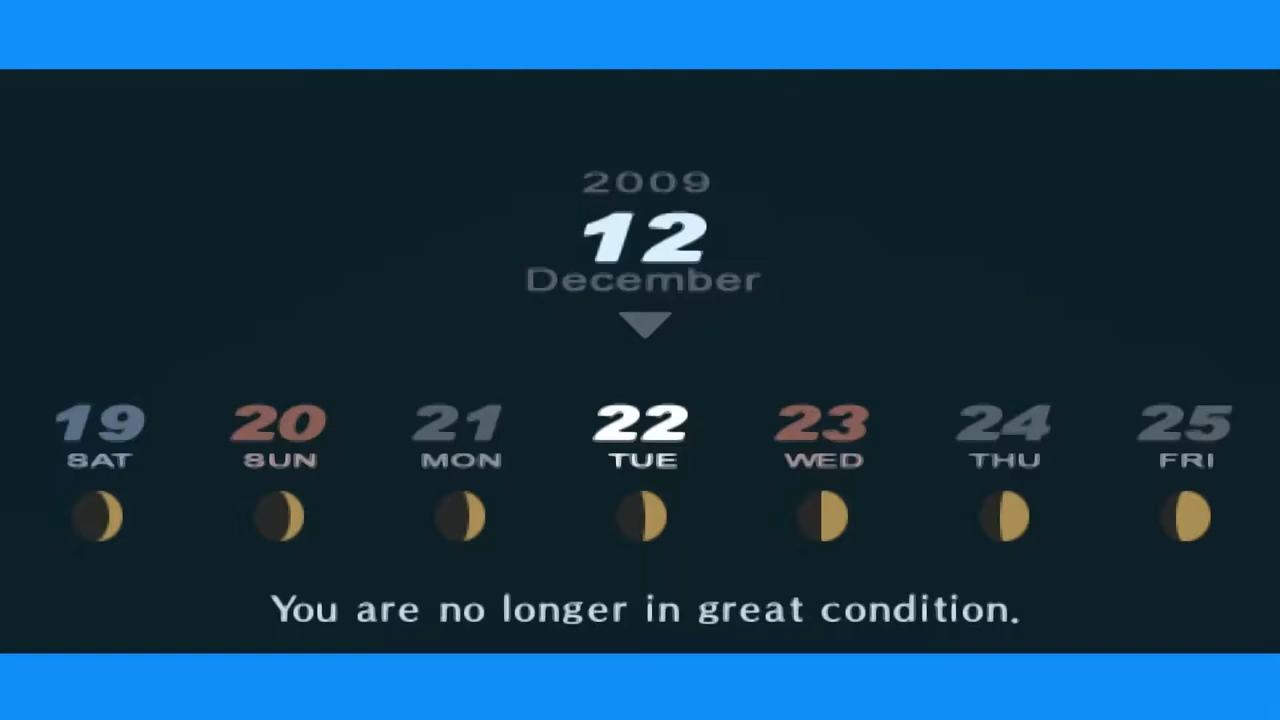 2009
12
December
19 20 21 22 23 24 25
SAT SUN MON TUE WED THU FRI
You are no longer in great condition.